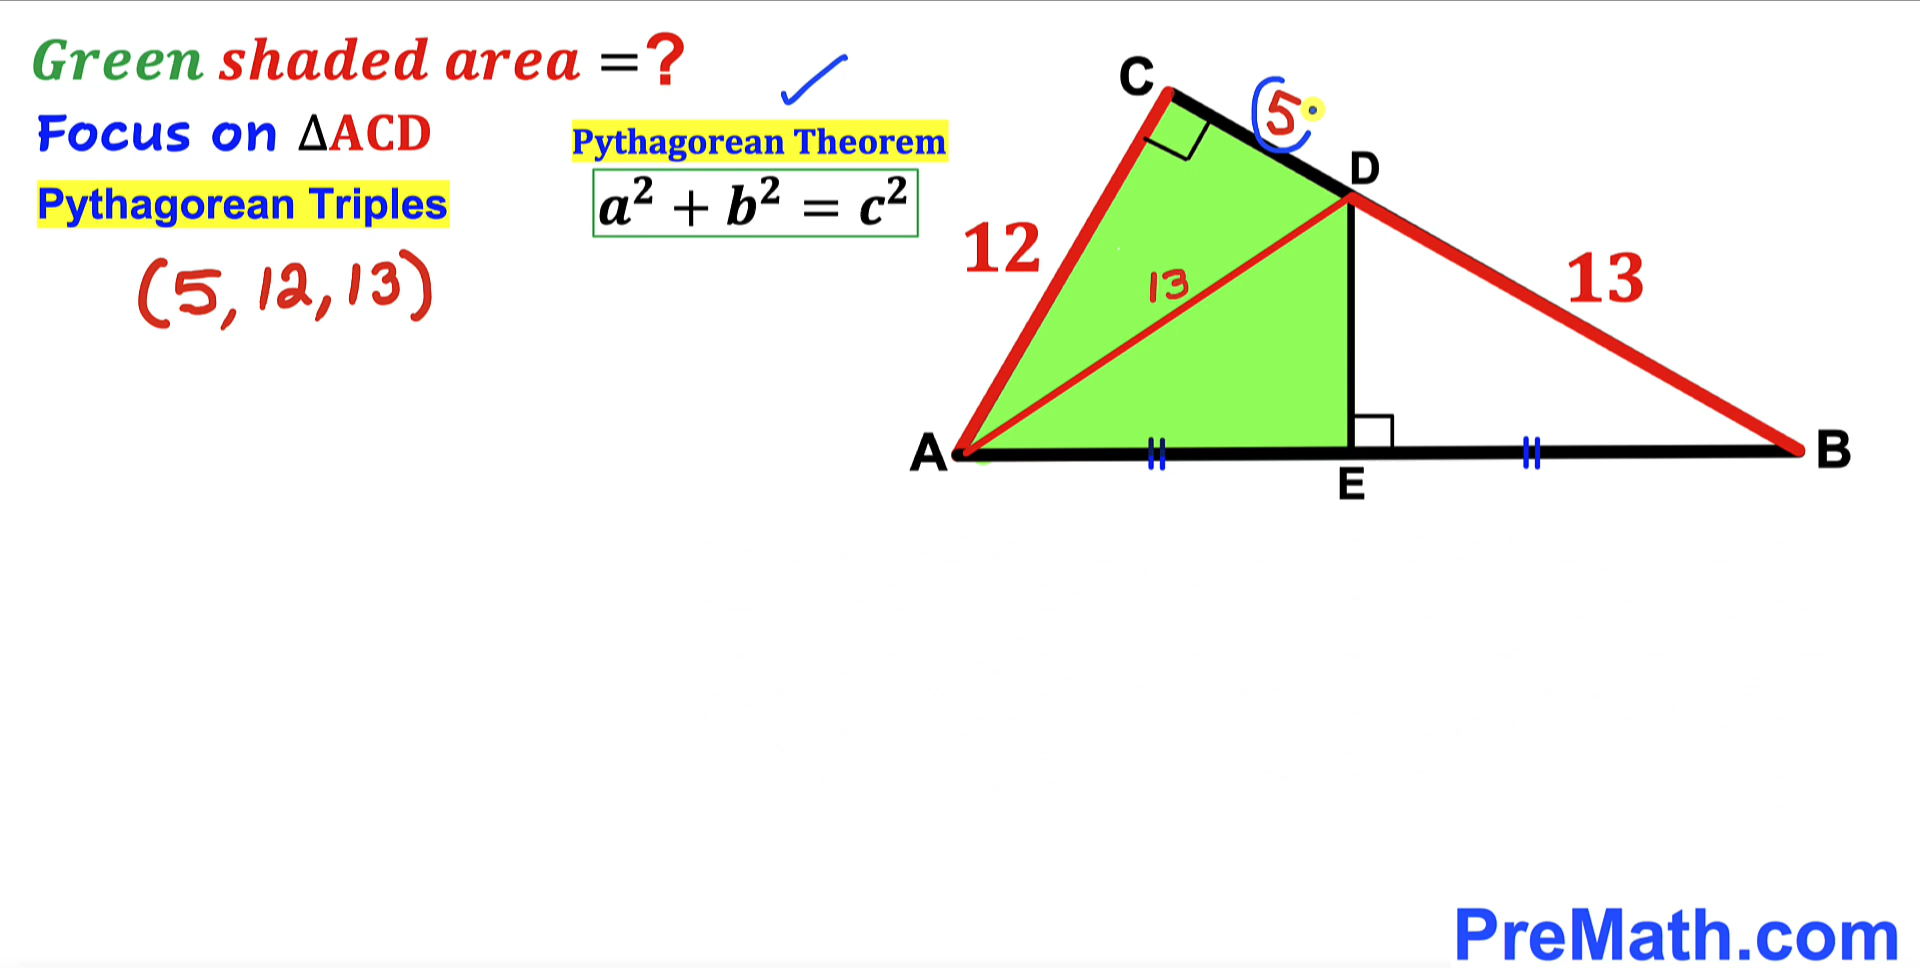 Green shaded area =?
Focus on ΔACD
Pythagorean Triples
(5, 12, 13)
Pythagorean Theorem
a² + b² = c²
C
5
D
12
13
13
A
B
E
PreMath.com